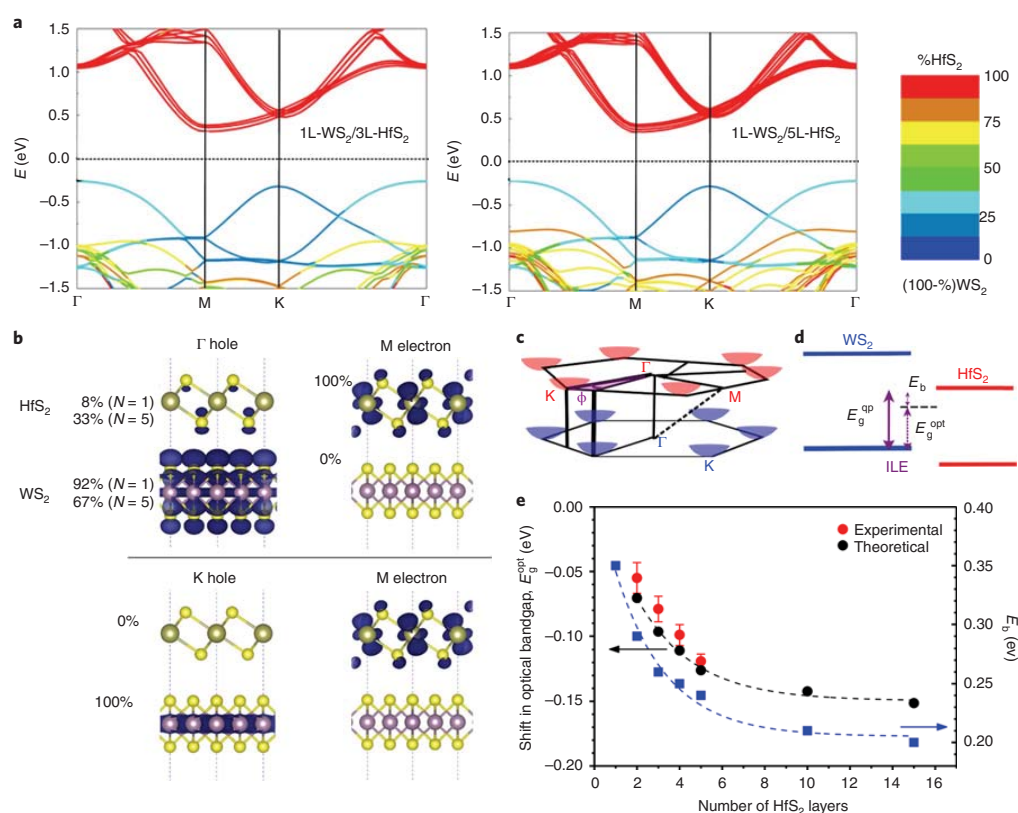 a
1.5
1.0
0.5
0.0
−0.5
−1.0
−1.5
E (eV)
1L-WS₂/3L-HfS₂
Γ
M
K
Γ
1.5
1.0
0.5
0.0
−0.5
−1.0
−1.5
E (eV)
1L-WS₂/5L-HfS₂
Γ
M
K
Γ
%HfS₂
100
75
50
25
0
(100-%)WS₂
b
Γ hole
M electron
HfS₂
8% (N = 1)
33% (N = 5)
100%
WS₂
92% (N = 1)
67% (N = 5)
0%
K hole
M electron
0%
100%
c
Γ
K
ϕ
M
Γ
K
d
WS₂
HfS₂
E_b
E_g^qp
E_g^opt
ILE
e
0.00
−0.05
−0.10
−0.15
−0.20
Shift in optical bandgap, E_g^opt (eV)
Experimental
Theoretical
0.40
0.35
0.30
0.25
0.20
E_b (ev)
0 2 4 6 8 10 12 14 16
Number of HfS₂ layers